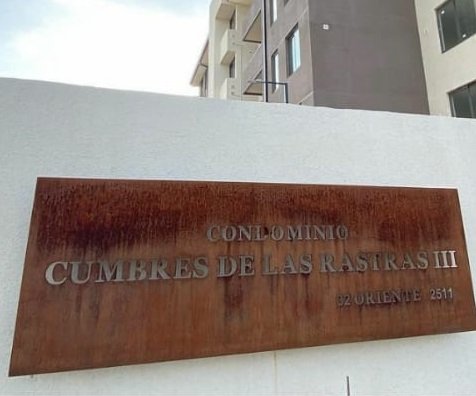 CONDOMINIO
CUMBRES DE LAS RASTRAS III
32 ORIENTE 2511